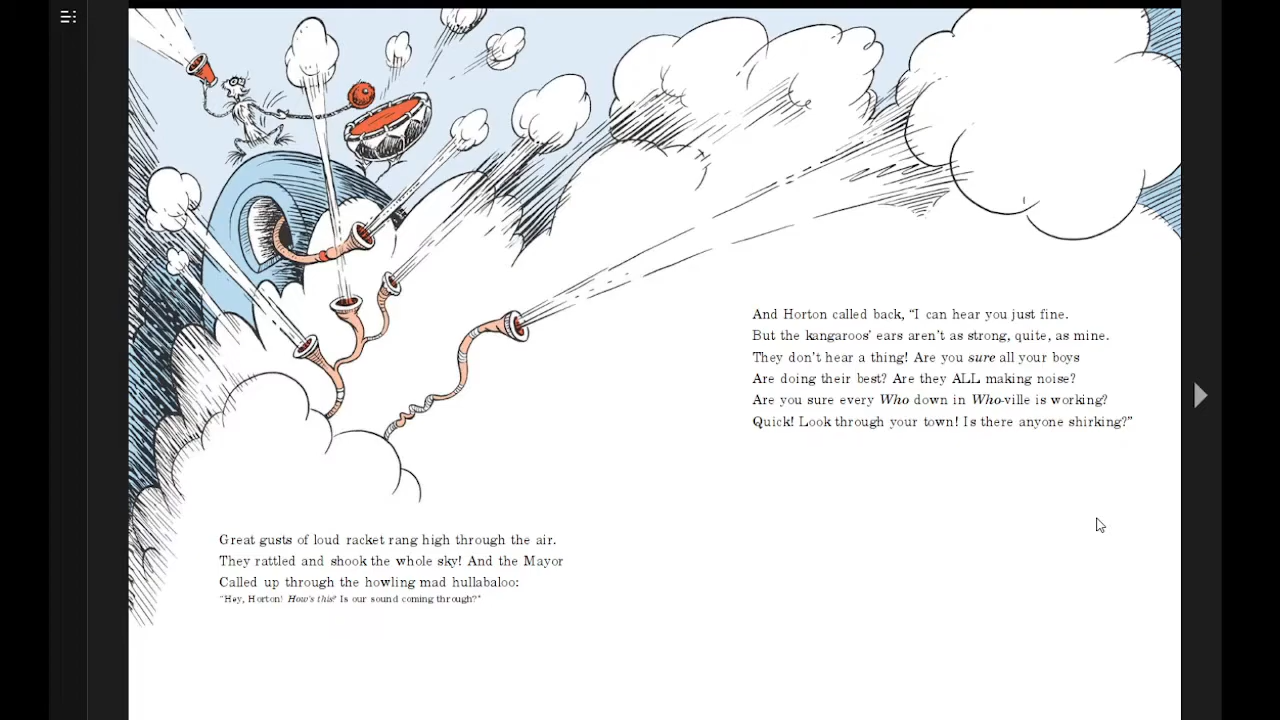 Great gusts of loud racket rang high through the air.
They rattled and shook the whole sky! And the Mayor
Called up through the howling mad hullabaloo:
“Hey, Horton! How’s this? Is our sound coming through?”
And Horton called back, “I can hear you just fine.
But the kangaroos’ ears aren’t as strong, quite, as mine.
They don’t hear a thing! Are you sure all your boys
Are doing their best? Are they ALL making noise?
Are you sure every Who down in Who-ville is working?
Quick! Look through your town! Is there anyone shirking?”